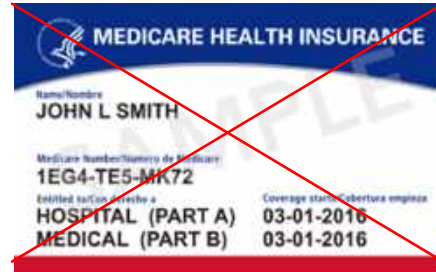 MEDICARE HEALTH INSURANCE
Name/Nombre
JOHN L SMITH
SAMPLE
Medicare Number/Número de Medicare
1EG4-TE5-MK72
Entitled to/Con derecho a
HOSPITAL (PART A)
MEDICAL (PART B)
Coverage starts/Cobertura empieza
03-01-2016
03-01-2016